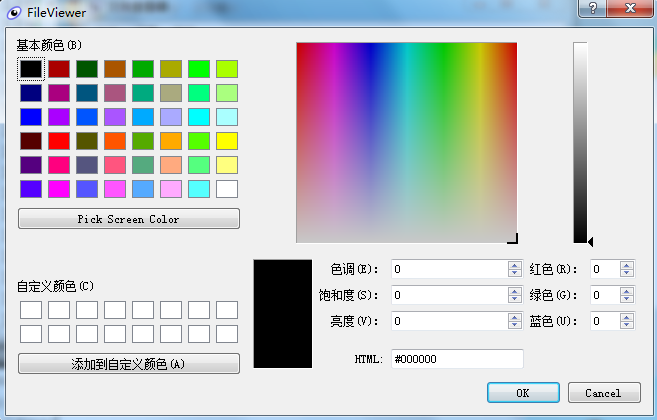 FileViewer
基本颜色(B)
Pick Screen Color
自定义颜色(C)
添加到自定义颜色(A)
色调(E): 0 红色(R): 0
饱和度(S): 0 绿色(G): 0
亮度(V): 0 蓝色(U): 0
HTML: #000000
OK Cancel